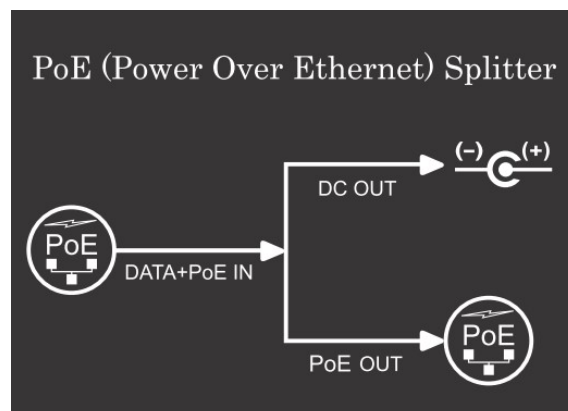 PoE (Power Over Ethernet) Splitter
(-) (+)
DC OUT
PoE
DATA+PoE IN
PoE
PoE OUT